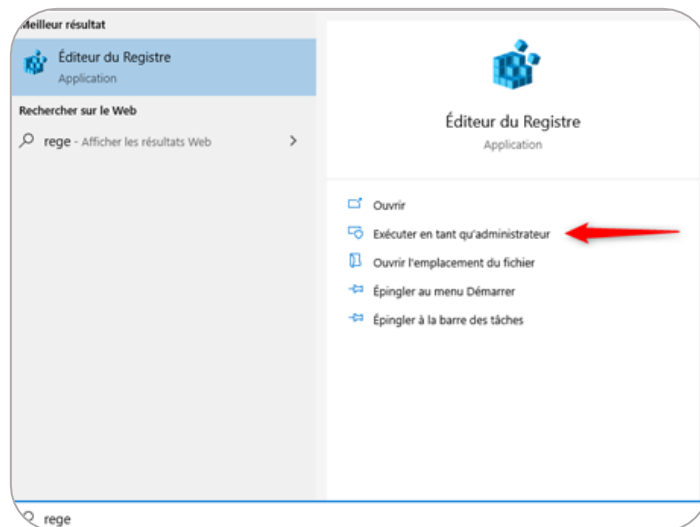 Meilleur résultat
Éditeur du Registre
Application
Rechercher sur le Web
rege - Afficher les résultats Web
Éditeur du Registre
Application
Ouvrir
Exécuter en tant qu'administrateur
Ouvrir l'emplacement du fichier
Épingler au menu Démarrer
Épingler à la barre des tâches
rege